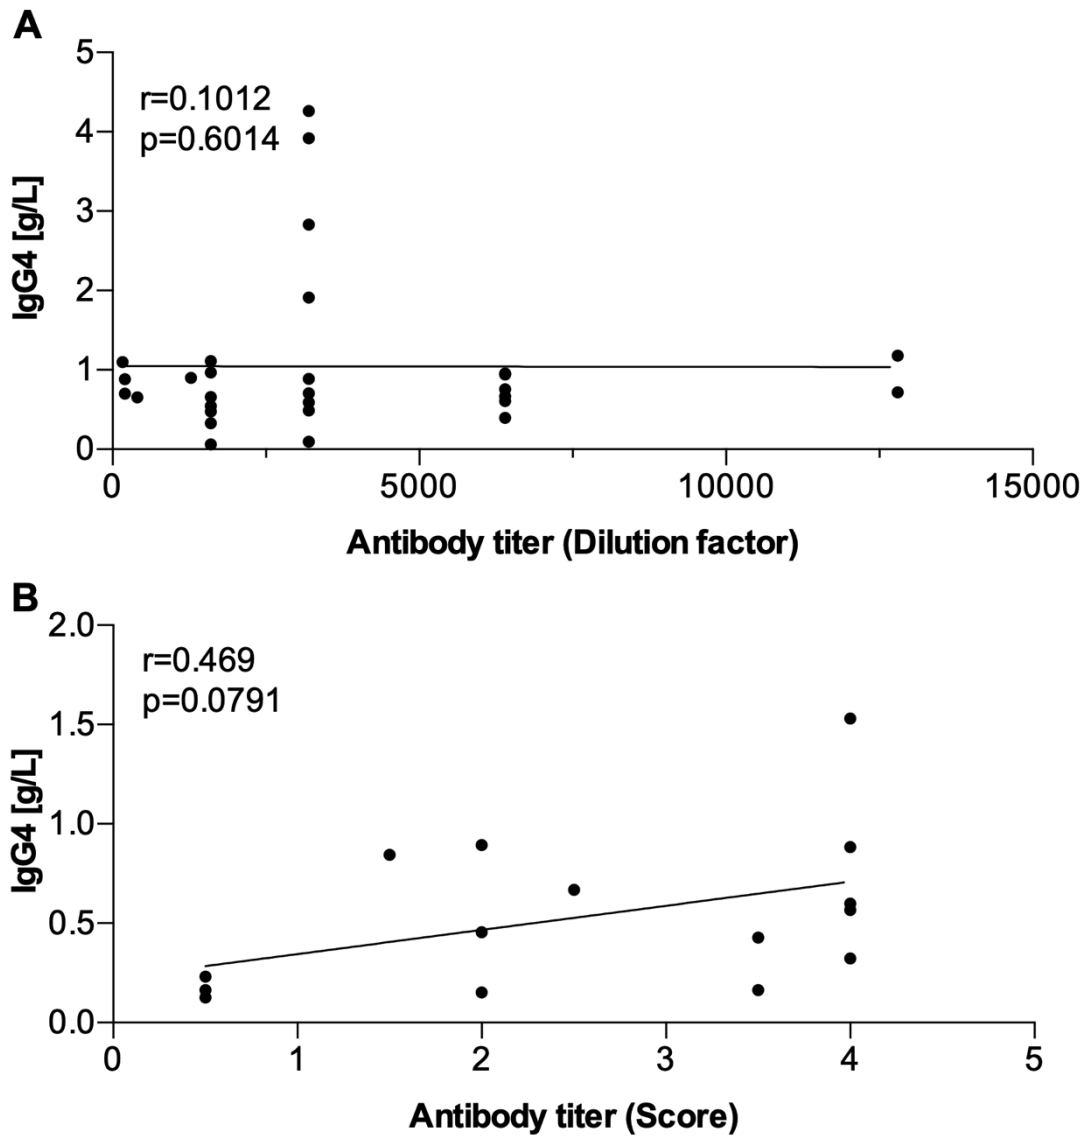 A
5
r=0.1012
p=0.6014
4
3
2
1
0
IgG4 [g/L]
0 5000 10000 15000
Antibody titer (Dilution factor)
B
2.0
r=0.469
p=0.0791
1.5
1.0
0.5
0.0
IgG4 [g/L]
0 1 2 3 4 5
Antibody titer (Score)